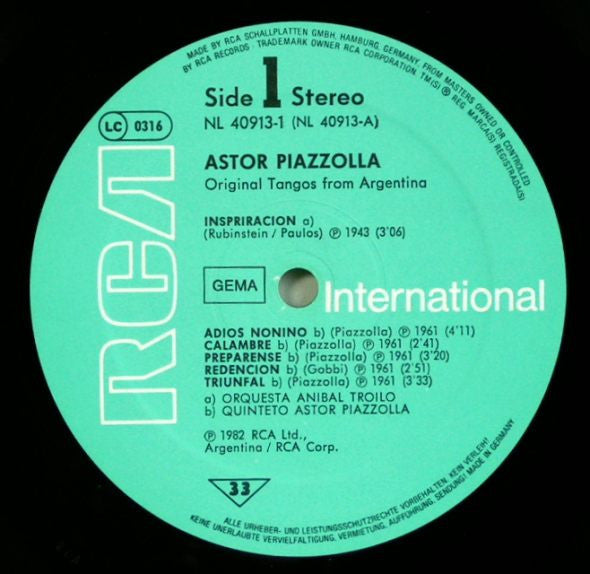 MADE BY RCA SCHALLPLATTEN GMBH, HAMBURG, GERMANY, FROM MASTERS OWNED OR CONTROLLED
BY RCA RECORDS · TRADEMARK OWNER RCA CORPORATION. TM(S) ® REG. MARCA(S) REGISTRADA(S)
Side 1 Stereo
NL 40913-1 (NL 40913-A)
LC 0316
RCA
ASTOR PIAZZOLLA
Original Tangos from Argentina
INSPRIRACION a)
(Rubinstein / Paulos) ℗ 1943 (3'06)
GEMA
International
ADIOS NONINO b) (Piazzolla) ℗ 1961 (4'11)
CALAMBRE b) (Piazzolla) ℗ 1961 (2'41)
PREPARENSE b) (Piazzolla) ℗ 1961 (3'20)
REDENCION b) (Gobbi) ℗ 1961 (2'51)
TRIUNFAL b) (Piazzolla) ℗ 1961 (3'33)
a) ORQUESTA ANIBAL TROILO
b) QUINTETO ASTOR PIAZZOLLA
℗ 1982 RCA Ltd.,
Argentina / RCA Corp.
33
ALLE URHEBER- UND LEISTUNGSSCHUTZRECHTE VORBEHALTEN. KEIN VERLEIH!
KEINE UNERLAUBTE VERVIELFÄLTIGUNG, VERMIETUNG, AUFFÜHRUNG, SENDUNG! MADE IN GERMANY